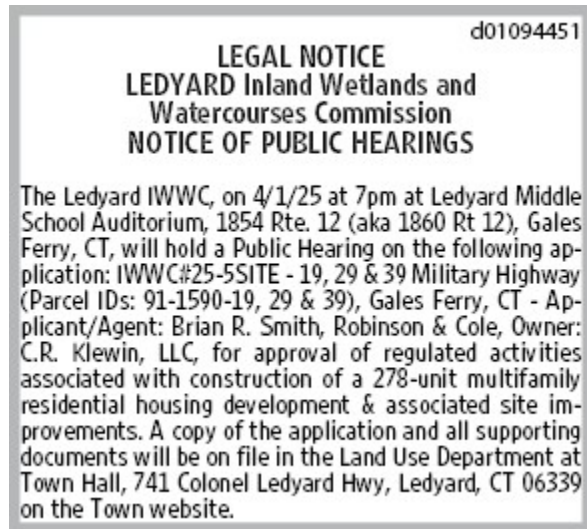 d01094451
LEGAL NOTICE
LEDYARD Inland Wetlands and
Watercourses Commission
NOTICE OF PUBLIC HEARINGS
The Ledyard IWWC, on 4/1/25 at 7pm at Ledyard Middle
School Auditorium, 1854 Rte. 12 (aka 1860 Rt 12), Gales
Ferry, CT, will hold a Public Hearing on the following ap-
plication: IWWC#25-5SITE - 19, 29 & 39 Military Highway
(Parcel IDs: 91-1590-19, 29 & 39), Gales Ferry, CT - Ap-
plicant/Agent: Brian R. Smith, Robinson & Cole, Owner:
C.R. Klewin, LLC, for approval of regulated activities
associated with construction of a 278-unit multifamily
residential housing development & associated site im-
provements. A copy of the application and all supporting
documents will be on file in the Land Use Department at
Town Hall, 741 Colonel Ledyard Hwy, Ledyard, CT 06339
on the Town website.